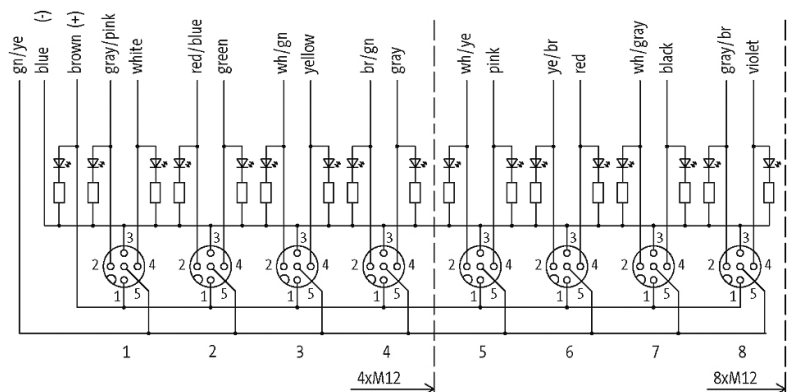 gn/ye
blue (-)
brown (+)
gray/pink
white
red/blue
green
wh/gn
yellow
br/gn
gray
wh/ye
pink
ye/br
red
wh/gray
black
gray/br
violet
3 3 3 3 3 3 3 3
2 4 2 4 2 4 2 4 2 4 2 4 2 4 2 4
1 5 1 5 1 5 1 5 1 5 1 5 1 5 1 5
1 2 3 4 5 6 7 8
4xM12 8xM12